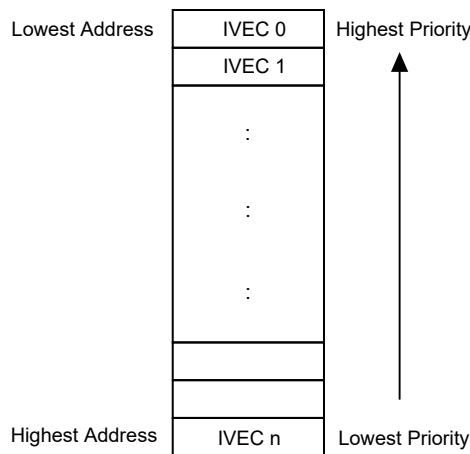 Lowest Address IVEC 0 Highest Priority
IVEC 1
:
:
:
Highest Address IVEC n Lowest Priority